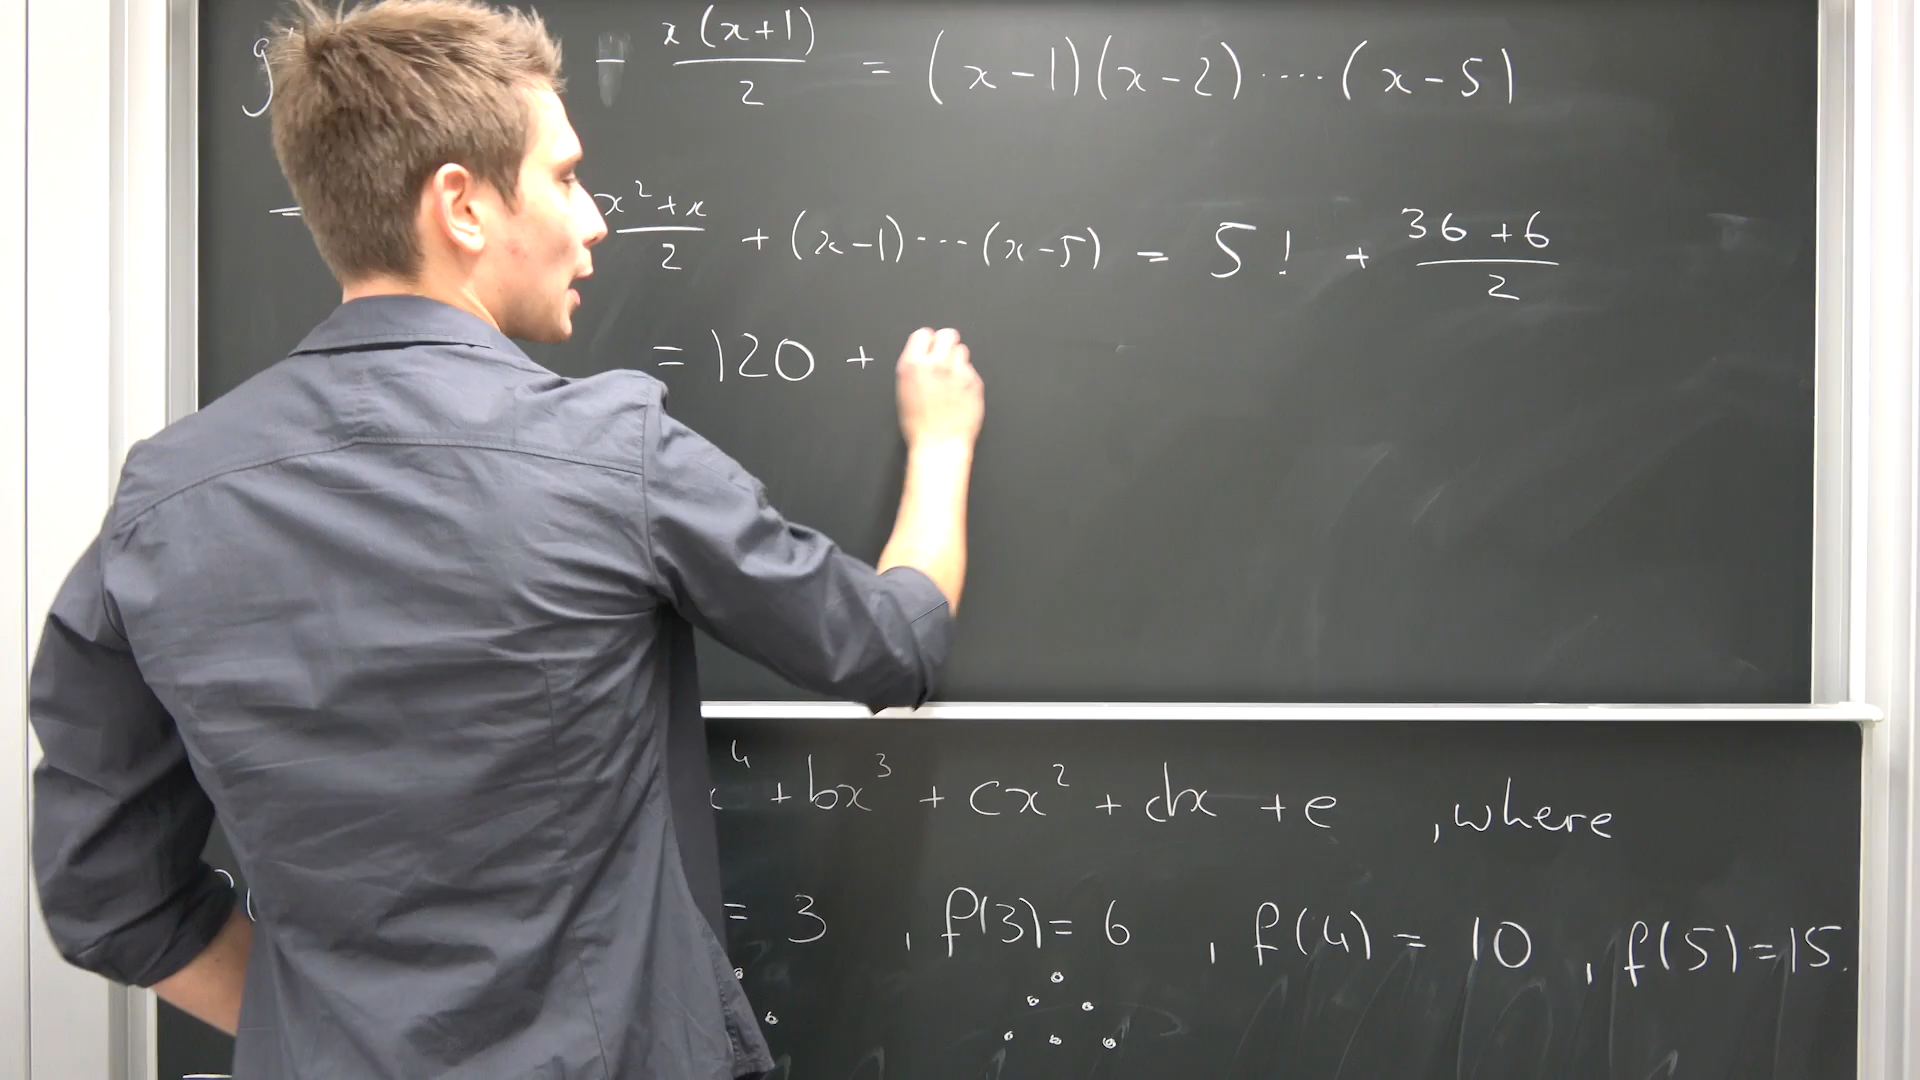 g - x(x+1)/2 = (x-1)(x-2)....(x-5)
= x²+x/2 + (x-1)...(x-5) = 5! + 36+6/2
= 120 +
⁴ + bx³ + cx² + dx + e , where
= 3 , f(3) = 6 , f(4) = 10 , f(5) = 15.